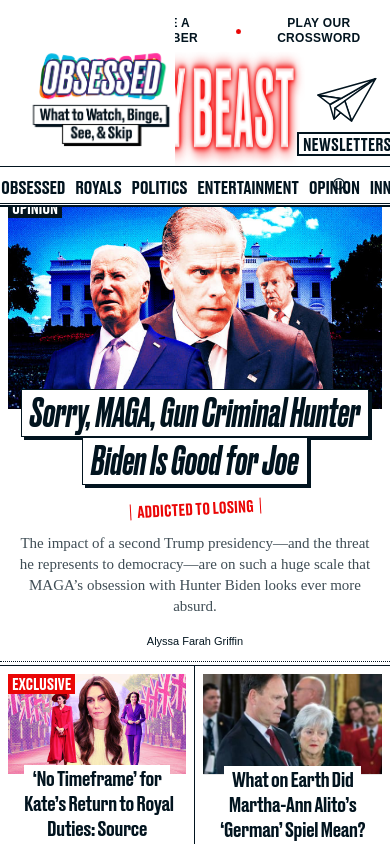 E A
BER
PLAY OUR
CROSSWORD
OBSESSED
What to Watch, Binge,
See, & Skip
Y BEAST
NEWSLETTERS
OBSESSED ROYALS POLITICS ENTERTAINMENT OPINION INN
OPINION
Sorry, MAGA, Gun Criminal Hunter
Biden Is Good for Joe
ADDICTED TO LOSING
The impact of a second Trump presidency—and the threat
he represents to democracy—are on such a huge scale that
MAGA’s obsession with Hunter Biden looks ever more
absurd.
Alyssa Farah Griffin
EXCLUSIVE
‘No Timeframe’ for
Kate’s Return to Royal
Duties: Source
What on Earth Did
Martha-Ann Alito’s
‘German’ Spiel Mean?